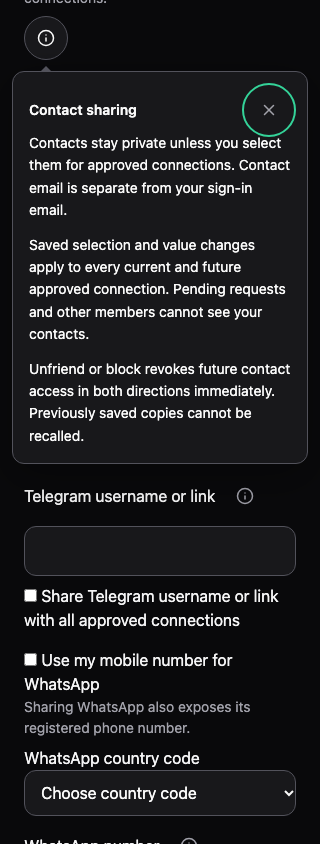 connections.
Contact sharing
Contacts stay private unless you select
them for approved connections. Contact
email is separate from your sign-in
email.
Saved selection and value changes
apply to every current and future
approved connection. Pending requests
and other members cannot see your
contacts.
Unfriend or block revokes future contact
access in both directions immediately.
Previously saved copies cannot be
recalled.
Telegram username or link
Share Telegram username or link
with all approved connections
Use my mobile number for
WhatsApp
Sharing WhatsApp also exposes its
registered phone number.
WhatsApp country code
Choose country code
WhatsApp number